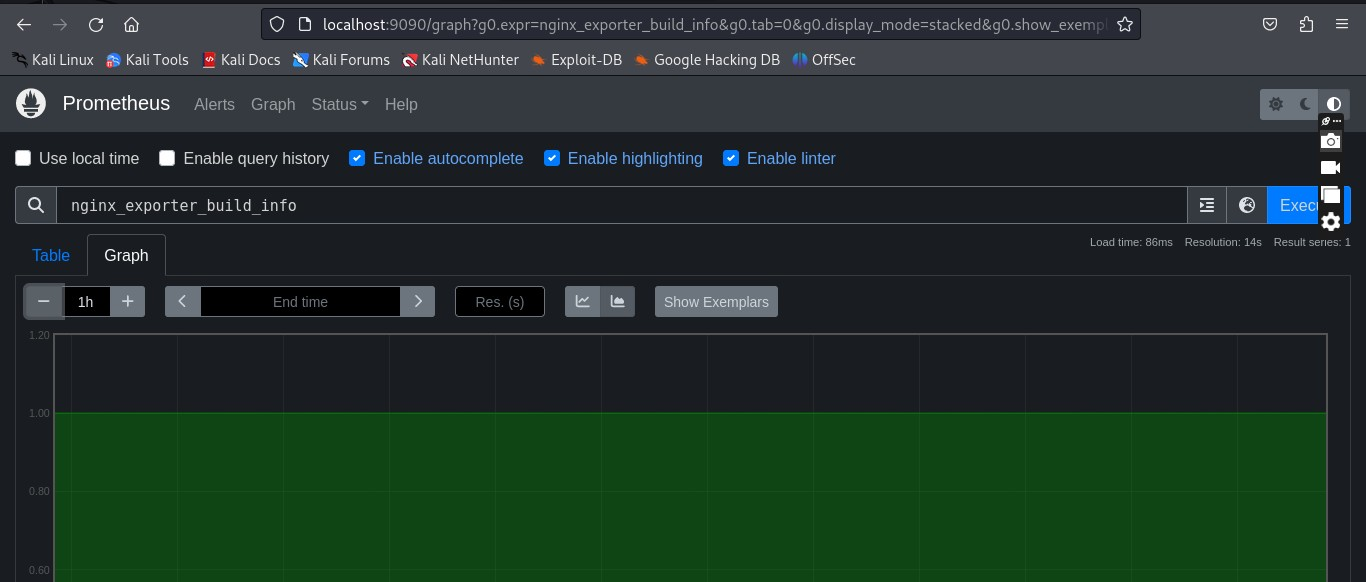 localhost:9090/graph?g0.expr=nginx_exporter_build_info&g0.tab=0&g0.display_mode=stacked&g0.show_exempl
Kali Linux Kali Tools Kali Docs Kali Forums Kali NetHunter Exploit-DB Google Hacking DB OffSec
Prometheus Alerts Graph Status Help
Use local time Enable query history Enable autocomplete Enable highlighting Enable linter
nginx_exporter_build_info Execu
Load time: 86ms Resolution: 14s Result series: 1
Table Graph
− 1h + End time Res. (s) Show Exemplars
1.20
1.00
0.80
0.60